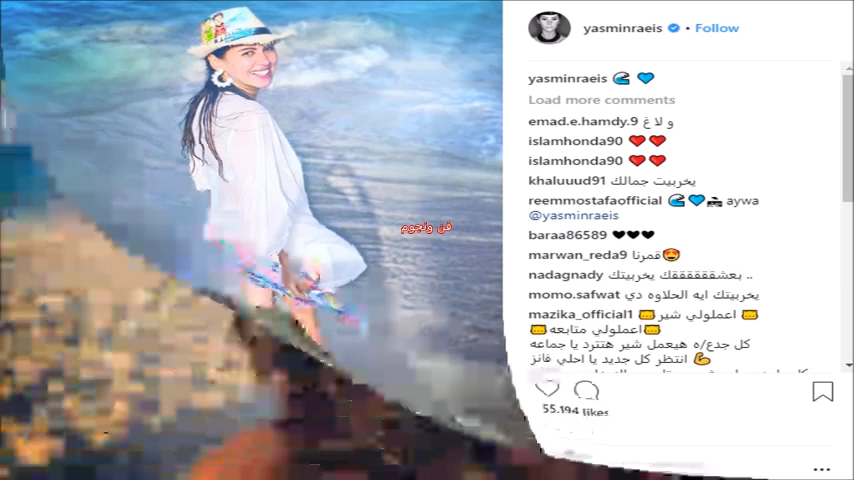 yasminraeis • Follow
yasminraeis 🌊 💙
Load more comments
emad.e.hamdy.9 و لا غ
islamhonda90 ❤️❤️
islamhonda90 ❤️❤️
khaluuud91 يخربيت جمالك
reemmostafaofficial 🌊💙 aywa
@yasminraeis
baraa86589 🖤🖤🖤
marwan_reda9 قمرنا😍
nadagnady بعشقققققققك يخربيتك ..
momo.safwat يخربيتك ايه الحلاوه دي
mazika_official1 اعملولي شير
اعملولي متابعه
كل جدع/ه هيعمل شير هتترد يا جماعه
انتظر كل جديد يا احلي فانز 💪
55,194 likes
فن ونجوم